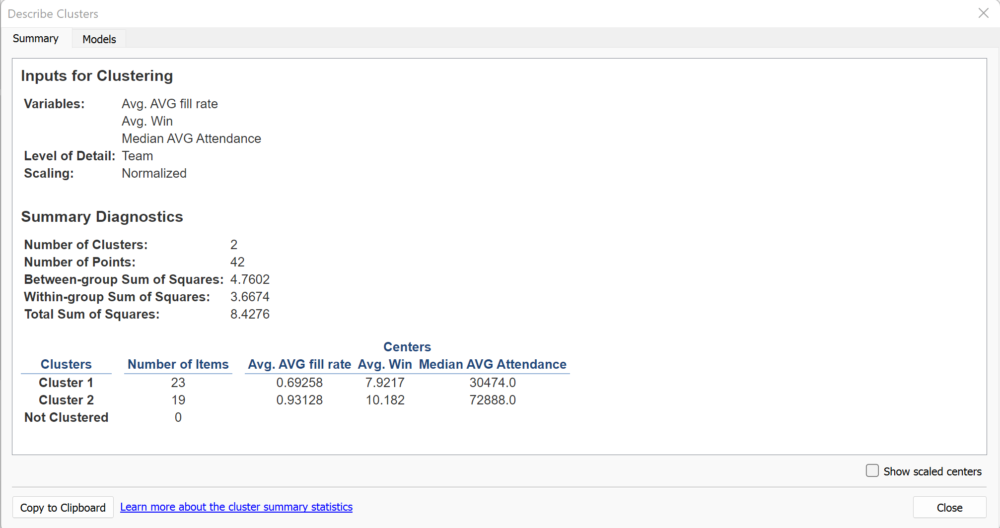 Describe Clusters
Summary Models
Inputs for Clustering
Variables: Avg. AVG fill rate
Avg. Win
Median AVG Attendance
Level of Detail: Team
Scaling: Normalized
Summary Diagnostics
Number of Clusters: 2
Number of Points: 42
Between-group Sum of Squares: 4.7602
Within-group Sum of Squares: 3.6674
Total Sum of Squares: 8.4276
Centers
Clusters Number of Items Avg. AVG fill rate Avg. Win Median AVG Attendance
Cluster 1 23 0.69258 7.9217 30474.0
Cluster 2 19 0.93128 10.182 72888.0
Not Clustered 0
Show scaled centers
Copy to Clipboard Learn more about the cluster summary statistics Close